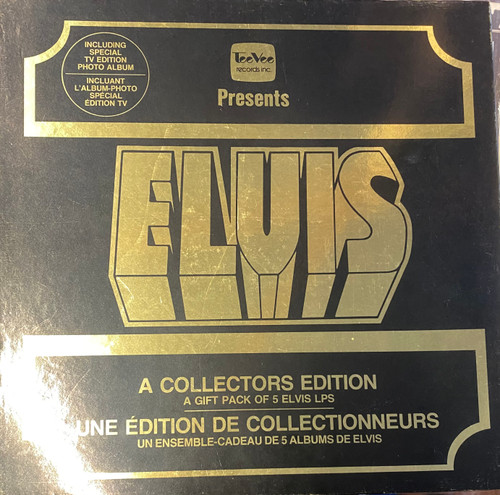 INCLUDING
SPECIAL
TV EDITION
PHOTO ALBUM
INCLUANT
L'ALBUM-PHOTO
SPÉCIAL
ÉDITION TV
TeeVee
records inc.
Presents
ELVIS
A COLLECTORS EDITION
A GIFT PACK OF 5 ELVIS LPS
UNE ÉDITION DE COLLECTIONNEURS
UN ENSEMBLE-CADEAU DE 5 ALBUMS DE ELVIS